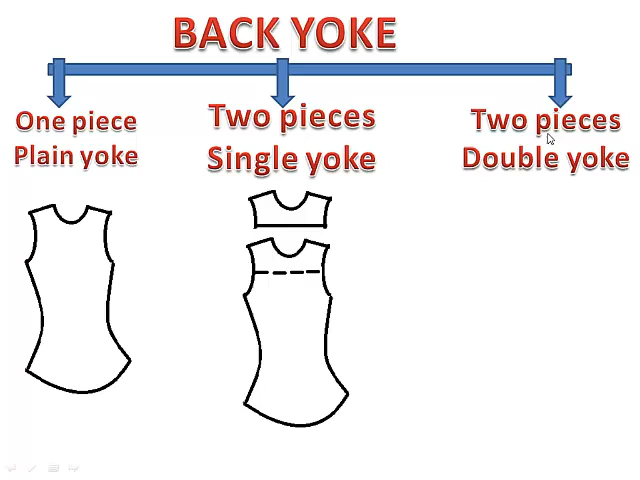 BACK YOKE
One piece
Plain yoke
Two pieces
Single yoke
Two pieces
Double yoke